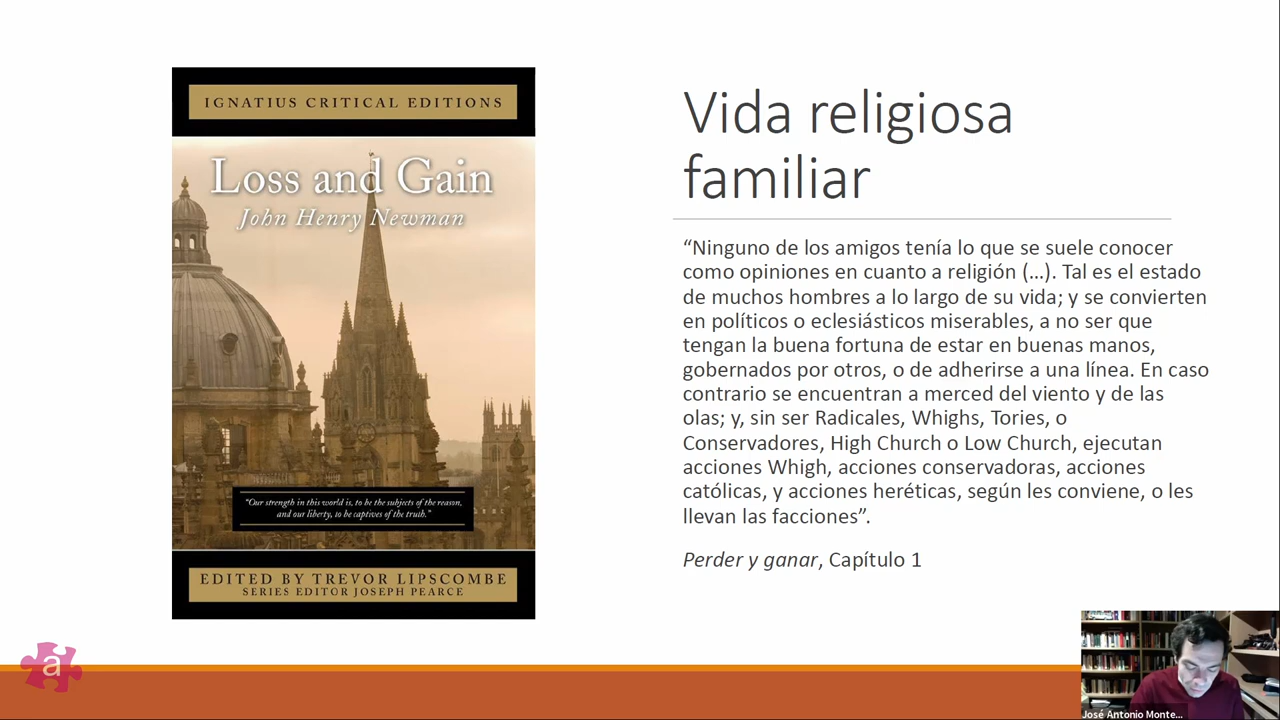 IGNATIUS CRITICAL EDITIONS
Loss and Gain
John Henry Newman
“Our strength in this world is, to be the subjects of the reason,
and our liberty, to be captives of the truth.”
EDITED BY TREVOR LIPSCOMBE
SERIES EDITOR JOSEPH PEARCE
Vida religiosa
familiar
“Ninguno de los amigos tenía lo que se suele conocer
como opiniones en cuanto a religión (…). Tal es el estado
de muchos hombres a lo largo de su vida; y se convierten
en políticos o eclesiásticos miserables, a no ser que
tengan la buena fortuna de estar en buenas manos,
gobernados por otros, o de adherirse a una línea. En caso
contrario se encuentran a merced del viento y de las
olas; y, sin ser Radicales, Whighs, Tories, o
Conservadores, High Church o Low Church, ejecutan
acciones Whigh, acciones conservadoras, acciones
católicas, y acciones heréticas, según les conviene, o les
llevan las facciones”.
Perder y ganar, Capítulo 1
a
José Antonio Monte...